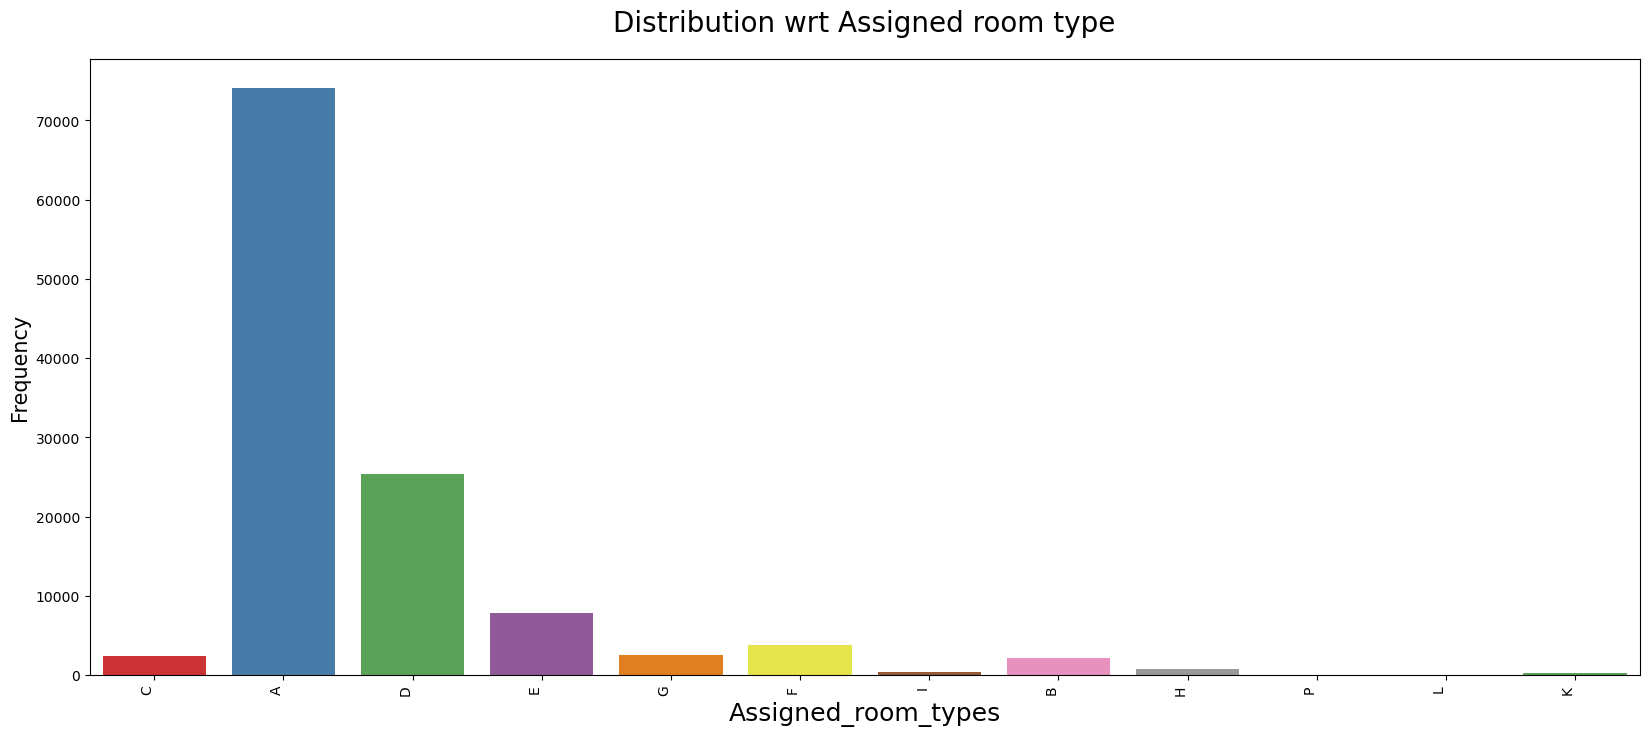 Distribution wrt Assigned room type
70000
60000
50000
40000
30000
20000
10000
0
Frequency
C A D E G F I B H P L K
Assigned_room_types